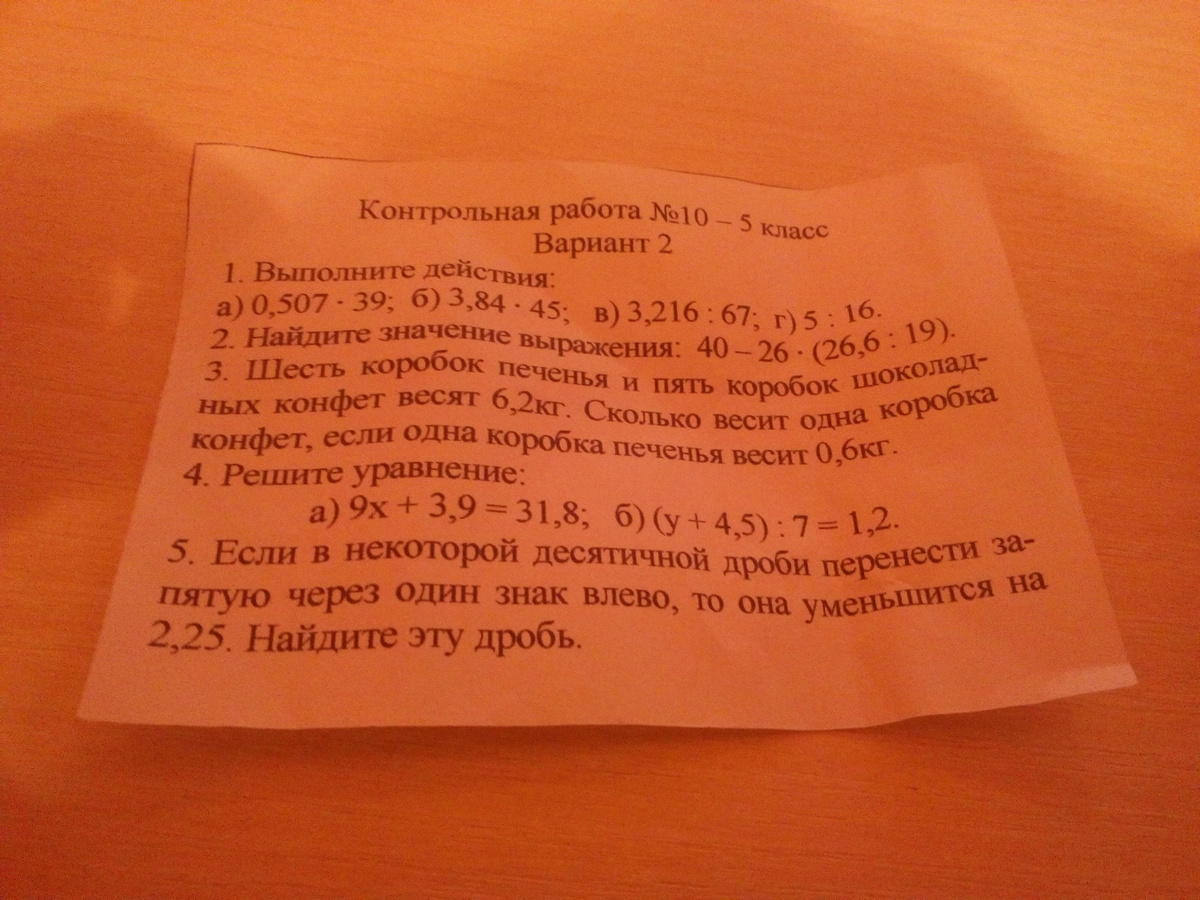 Контрольная работа №10 – 5 класс
Вариант 2
1. Выполните действия:
а) 0,507 · 39; б) 3,84 · 45; в) 3,216 : 67; г) 5 : 16.
2. Найдите значение выражения: 40 – 26 · (26,6 : 19).
3. Шесть коробок печенья и пять коробок шоколад-
ных конфет весят 6,2кг. Сколько весит одна коробка
конфет, если одна коробка печенья весит 0,6кг.
4. Решите уравнение:
а) 9х + 3,9 = 31,8; б) (у + 4,5) : 7 = 1,2.
5. Если в некоторой десятичной дроби перенести за-
пятую через один знак влево, то она уменьшится на
2,25. Найдите эту дробь.